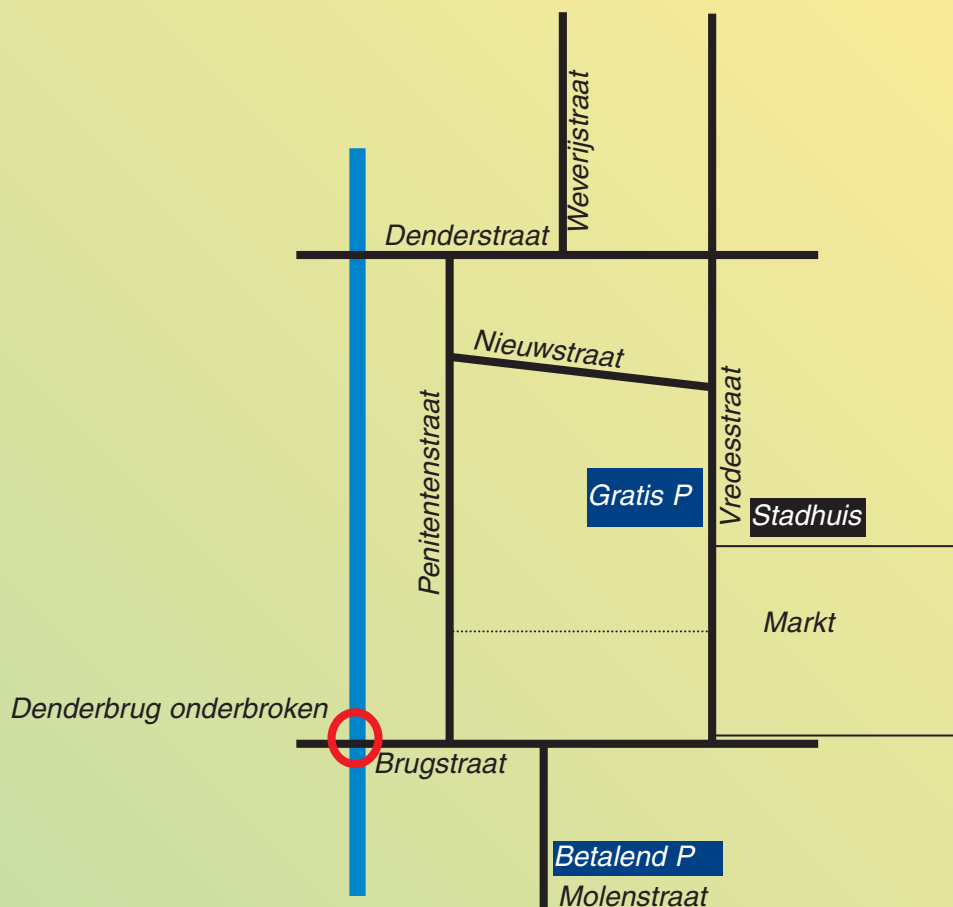 Weverijstraat
Denderstraat
Nieuwstraat
Penitentenstraat
Vredesstraat
Gratis P
Stadhuis
Markt
Denderbrug onderbroken
Brugstraat
Betalend P
Molenstraat